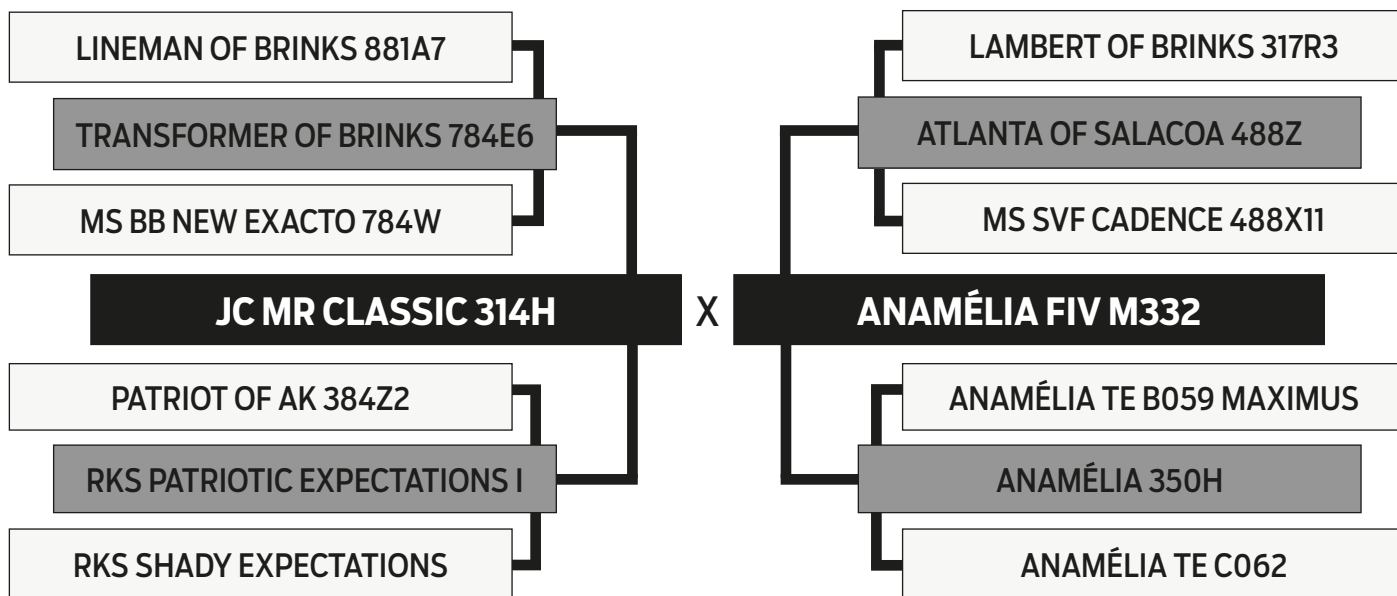 LINEMAN OF BRINKS 881A7
LAMBERT OF BRINKS 317R3
TRANSFORMER OF BRINKS 784E6
ATLANTA OF SALACOA 488Z
MS BB NEW EXACTO 784W
MS SVF CADENCE 488X11
JC MR CLASSIC 314H X ANAMÉLIA FIV M332
PATRIOT OF AK 384Z2
ANAMÉLIA TE B059 MAXIMUS
RKS PATRIOTIC EXPECTATIONS I
ANAMÉLIA 350H
RKS SHADY EXPECTATIONS
ANAMÉLIA TE C062